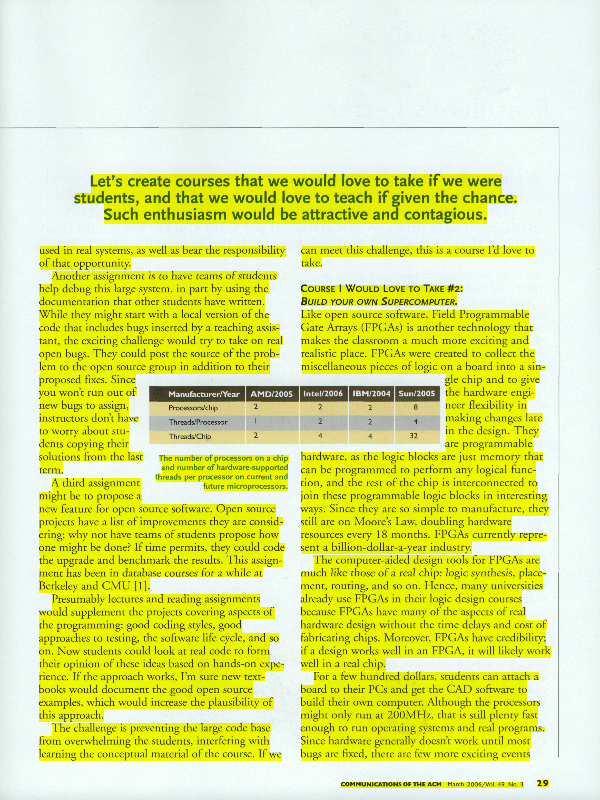 Let's create courses that we would love to take if we were
students, and that we would love to teach if given the chance.
Such enthusiasm would be attractive and contagious.
used in real systems, as well as bear the responsibility
of that opportunity.
Another assignment is to have teams of students
help debug this large system, in part by using the
documentation that other students have written.
While they might start with a local version of the
code that includes bugs inserted by a teaching assis-
tant, the exciting challenge would try to take on real
open bugs. They could post the source of the prob-
lem to the open source group in addition to their
proposed fixes. Since
you won't run out of
new bugs to assign,
instructors don't have
to worry about stu-
dents copying their
solutions from the last
term.
A third assignment
might be to propose a
new feature for open source software. Open source
projects have a list of improvements they are consid-
ering; why not have teams of students propose how
one might be done? If time permits, they could code
the upgrade and benchmark the results. This assign-
ment has been in database courses for a while at
Berkeley and CMU [1].
Presumably lectures and reading assignments
would supplement the projects covering aspects of
the programming: good coding styles, good
approaches to testing, the software life cycle, and so
on. Now students could look at real code to form
their opinion of these ideas based on hands-on expe-
rience. If the approach works, I'm sure new text-
books would document the good open source
examples, which would increase the plausibility of
this approach.
The challenge is preventing the large code base
from overwhelming the students, interfering with
learning the conceptual material of the course. If we
Manufacturer/Year AMD/2005 Intel/2006 IBM/2004 Sun/2005
Processors/chip 2 2 2 8
Threads/Processor 1 2 2 4
Threads/Chip 2 4 4 32
The number of processors on a chip
and number of hardware-supported
threads per processor on current and
future microprocessors.
can meet this challenge, this is a course I'd love to
take.
COURSE I WOULD LOVE TO TAKE #2:
BUILD YOUR OWN SUPERCOMPUTER.
Like open source software, Field Programmable
Gate Arrays (FPGAs) is another technology that
makes the classroom a much more exciting and
realistic place. FPGAs were created to collect the
miscellaneous pieces of logic on a board into a sin-
gle chip and to give
the hardware engi-
neer flexibility in
making changes late
in the design. They
are programmable
hardware, as the logic blocks are just memory that
can be programmed to perform any logical func-
tion, and the rest of the chip is interconnected to
join these programmable logic blocks in interesting
ways. Since they are so simple to manufacture, they
still are on Moore's Law, doubling hardware
resources every 18 months. FPGAs currently repre-
sent a billion-dollar-a-year industry.
The computer-aided design tools for FPGAs are
much like those of a real chip: logic synthesis, place-
ment, routing, and so on. Hence, many universities
already use FPGAs in their logic design courses
because FPGAs have many of the aspects of real
hardware design without the time delays and cost of
fabricating chips. Moreover, FPGAs have credibility;
if a design works well in an FPGA, it will likely work
well in a real chip.
For a few hundred dollars, students can attach a
board to their PCs and get the CAD software to
build their own computer. Although the processors
might only run at 200MHz, that is still plenty fast
enough to run operating systems and real programs.
Since hardware generally doesn't work until most
bugs are fixed, there are few more exciting events
COMMUNICATIONS OF THE ACM March 2006/Vol. 49, No. 3 29